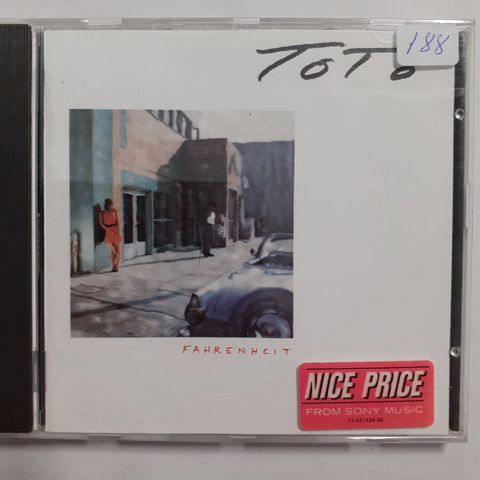 TOTO
188
FAHRENHEIT
NICE PRICE
FROM SONY MUSIC